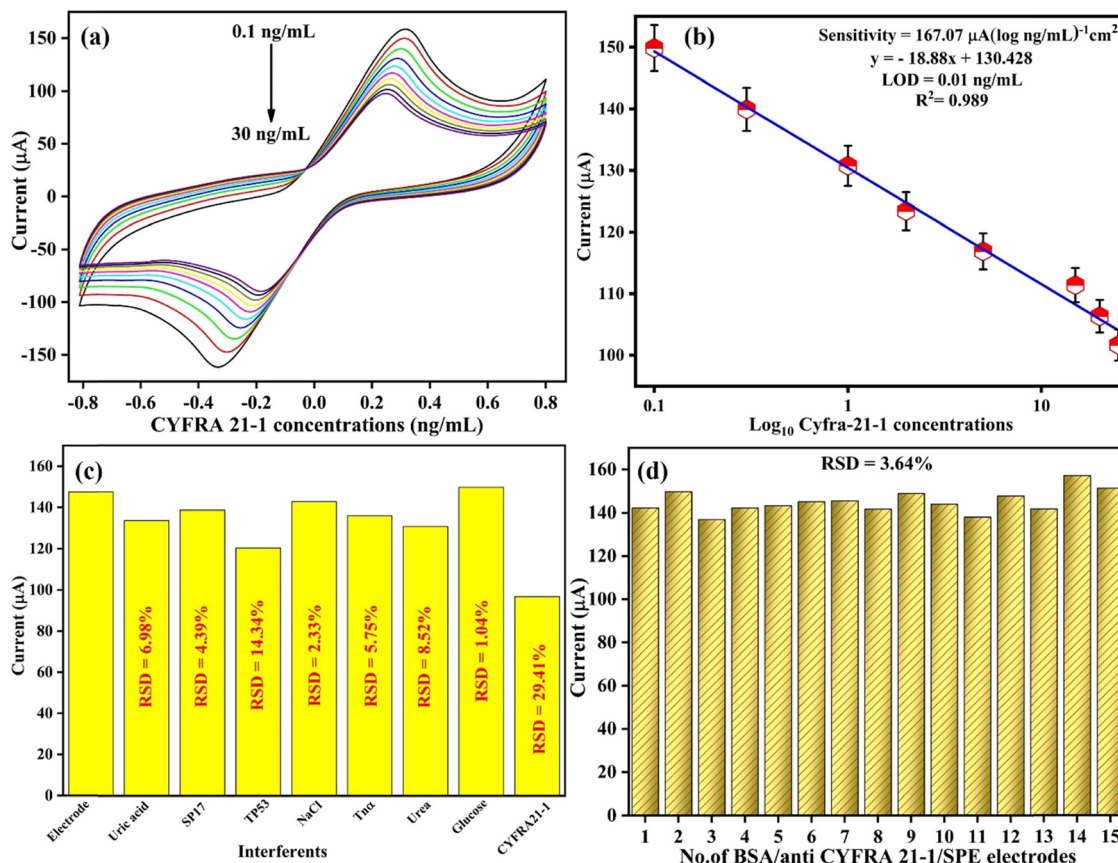 (a)
0.1 ng/mL
30 ng/mL
Current (µA)
150
100
50
0
-50
-100
-150
-0.8 -0.6 -0.4 -0.2 0.0 0.2 0.4 0.6 0.8
CYFRA 21-1 concentrations (ng/mL)
(b)
Sensitivity = 167.07 µA(log ng/mL)⁻¹cm²
y = - 18.88x + 130.428
LOD = 0.01 ng/mL
R²= 0.989
Current (µA)
150
140
130
120
110
100
0.1 1 10
Log₁₀ Cyfra-21-1 concentrations
(c)
Current (µA)
160
140
120
100
80
60
40
20
0
RSD = 6.98%
RSD = 4.39%
RSD = 14.34%
RSD = 2.33%
RSD = 5.75%
RSD = 8.52%
RSD = 1.04%
RSD = 29.41%
Electrode
Uric acid
SP17
TP53
NaCl
Tnα
Urea
Glucose
CYFRA21-1
Interferents
(d)
RSD = 3.64%
Current (µA)
160
140
120
100
80
60
40
20
0
1 2 3 4 5 6 7 8 9 10 11 12 13 14 15
No.of BSA/anti CYFRA 21-1/SPE electrodes